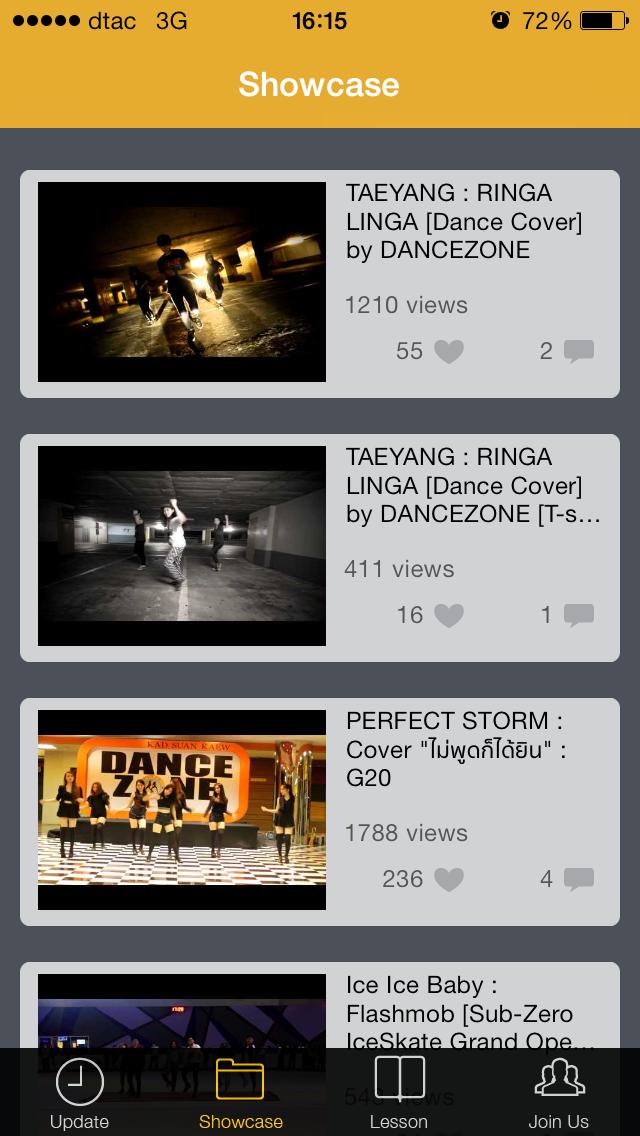 dtac 3G 16:15 72%
Showcase
TAEYANG : RINGA
LINGA [Dance Cover]
by DANCEZONE
1210 views
55 2
TAEYANG : RINGA
LINGA [Dance Cover]
by DANCEZONE [T-s...
411 views
16 1
KAD SUAN KAEW
DANCE
ZONE
PERFECT STORM :
Cover "ไม่พูดก็ได้ยิน" :
G20
1788 views
236 4
Ice Ice Baby :
Flashmob [Sub-Zero
IceSkate Grand Ope...
543 views
Update Showcase Lesson Join Us